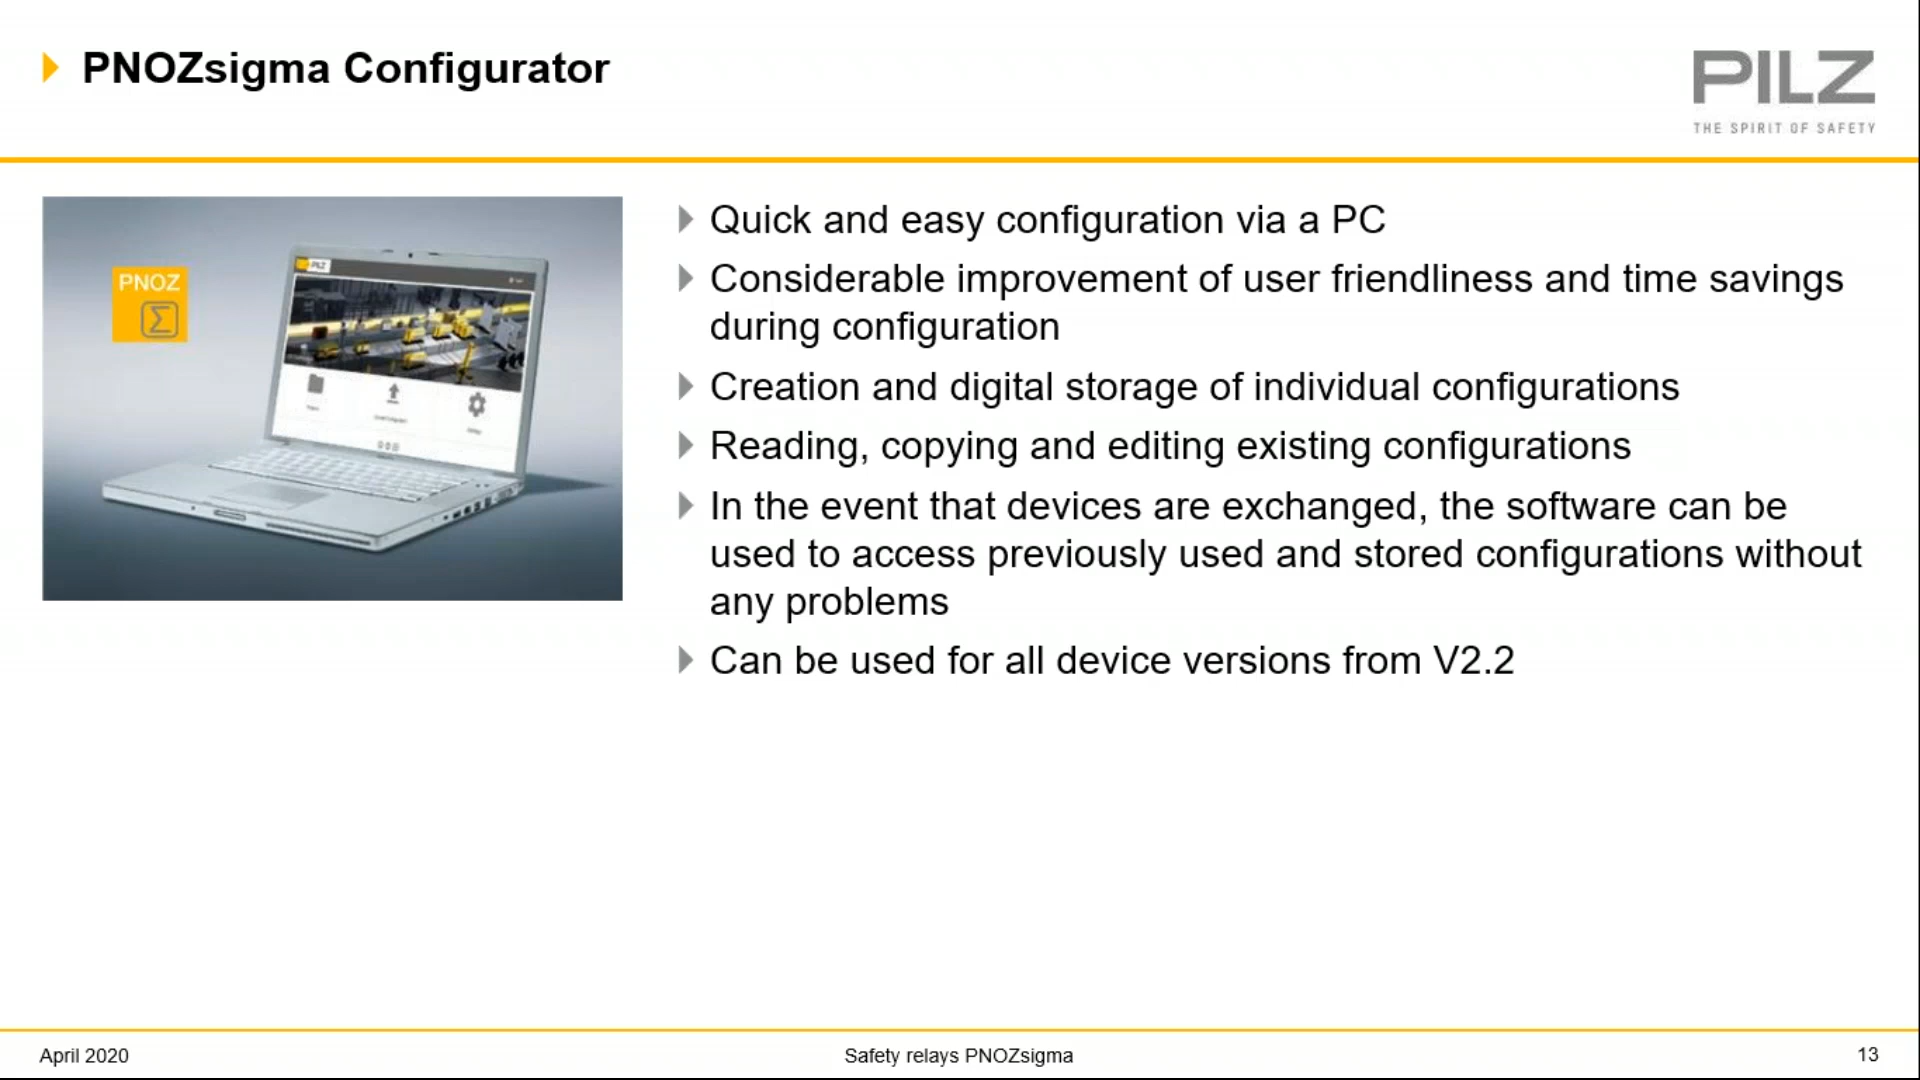 PNOZsigma Configurator
PILZ
THE SPIRIT OF SAFETY
PNOZ
Σ
PILZ
Quick and easy configuration via a PC
Considerable improvement of user friendliness and time savings
during configuration
Creation and digital storage of individual configurations
Reading, copying and editing existing configurations
In the event that devices are exchanged, the software can be
used to access previously used and stored configurations without
any problems
Can be used for all device versions from V2.2
April 2020
Safety relays PNOZsigma
13